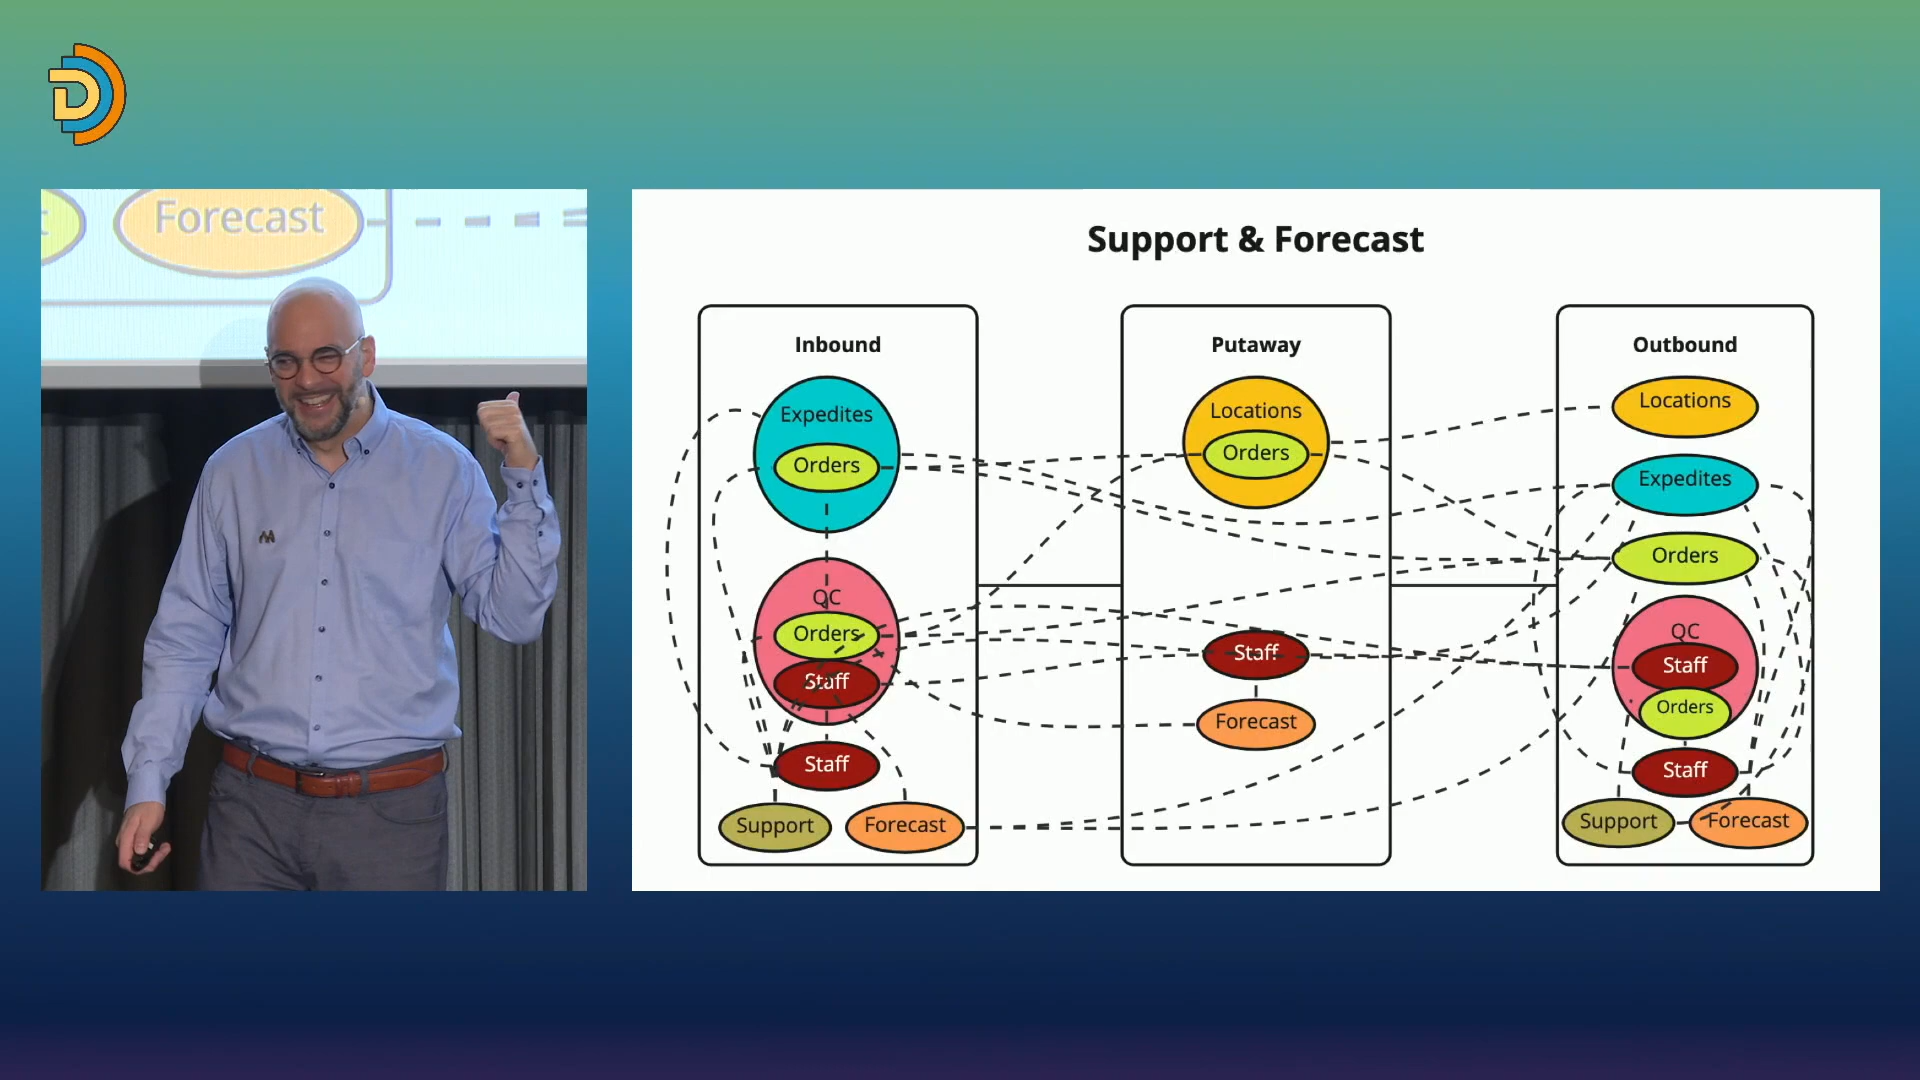 Forecast
Support & Forecast
Inbound
Expedites
Orders
QC
Orders
Staff
Staff
Support
Forecast
Putaway
Locations
Orders
Staff
Forecast
Outbound
Locations
Expedites
Orders
QC
Staff
Orders
Staff
Support
Forecast